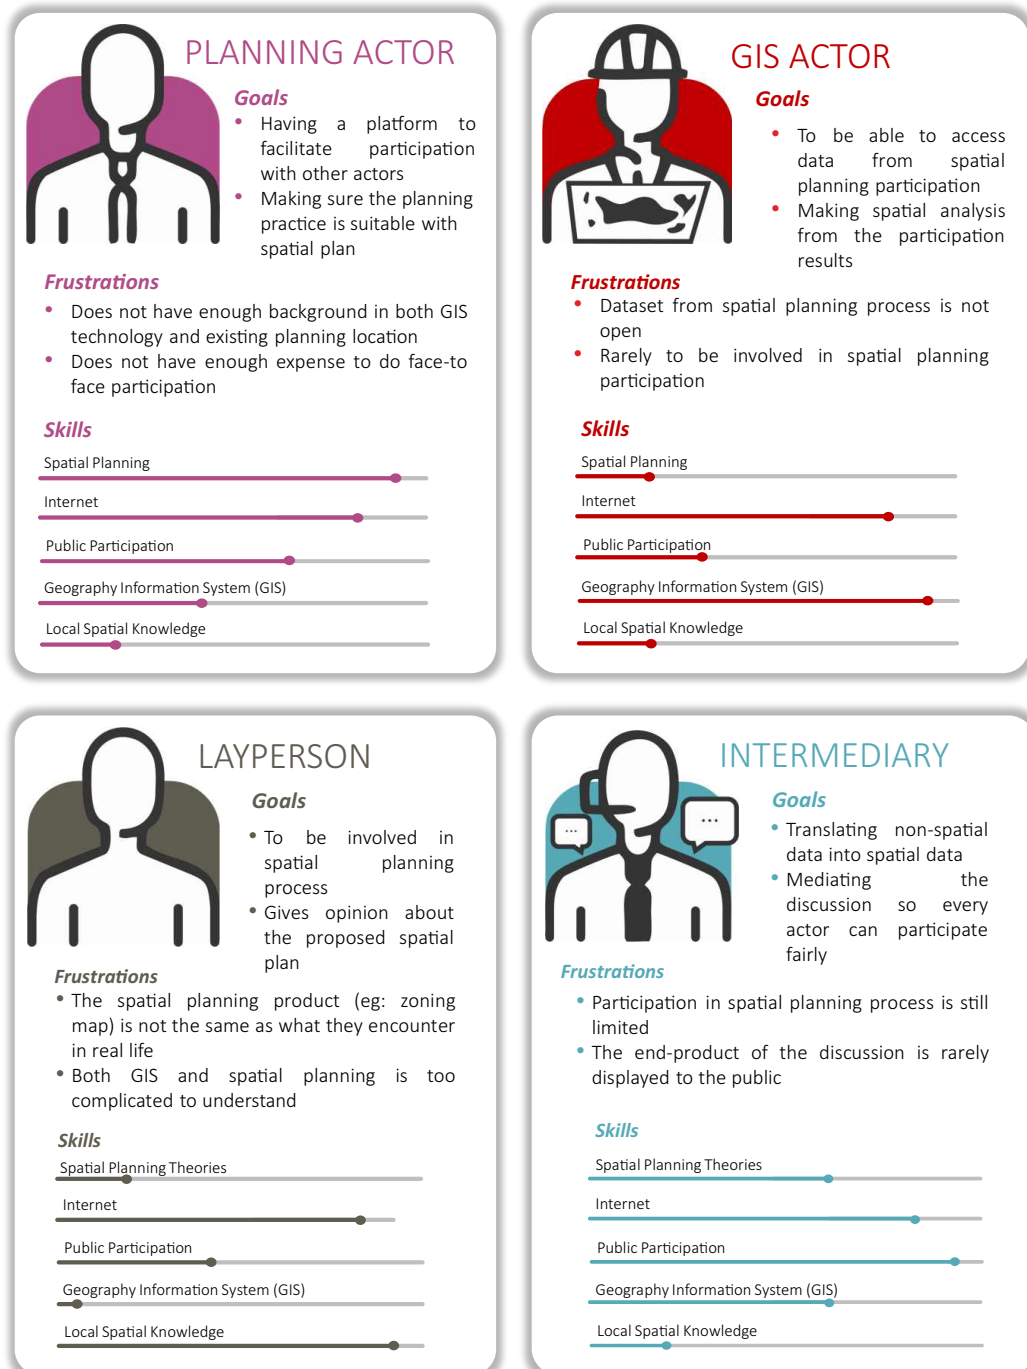 PLANNING ACTOR
Goals
• Having a platform to
facilitate participation
with other actors
• Making sure the planning
practice is suitable with
spatial plan
Frustrations
• Does not have enough background in both GIS
technology and existing planning location
• Does not have enough expense to do face-to
face participation
Skills
Spatial Planning
Internet
Public Participation
Geography Information System (GIS)
Local Spatial Knowledge
GIS ACTOR
Goals
• To be able to access
data from spatial
planning participation
• Making spatial analysis
from the participation
results
Frustrations
• Dataset from spatial planning process is not
open
• Rarely to be involved in spatial planning
participation
Skills
Spatial Planning
Internet
Public Participation
Geography Information System (GIS)
Local Spatial Knowledge
LAYPERSON
Goals
• To be involved in
spatial planning
process
• Gives opinion about
the proposed spatial
plan
Frustrations
• The spatial planning product (eg: zoning
map) is not the same as what they encounter
in real life
• Both GIS and spatial planning is too
complicated to understand
Skills
Spatial Planning Theories
Internet
Public Participation
Geography Information System (GIS)
Local Spatial Knowledge
INTERMEDIARY
... ...
Goals
• Translating non-spatial
data into spatial data
• Mediating the
discussion so every
actor can participate
fairly
Frustrations
• Participation in spatial planning process is still
limited
• The end-product of the discussion is rarely
displayed to the public
Skills
Spatial Planning Theories
Internet
Public Participation
Geography Information System (GIS)
Local Spatial Knowledge